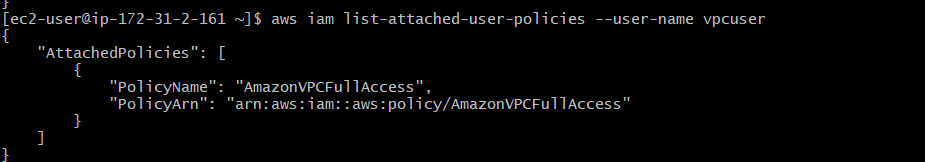 }
[ec2-user@ip-172-31-2-161 ~]$ aws iam list-attached-user-policies --user-name vpcuser
{
    "AttachedPolicies": [
        {
            "PolicyName": "AmazonVPCFullAccess",
            "PolicyArn": "arn:aws:iam::aws:policy/AmazonVPCFullAccess"
        }
    ]
}